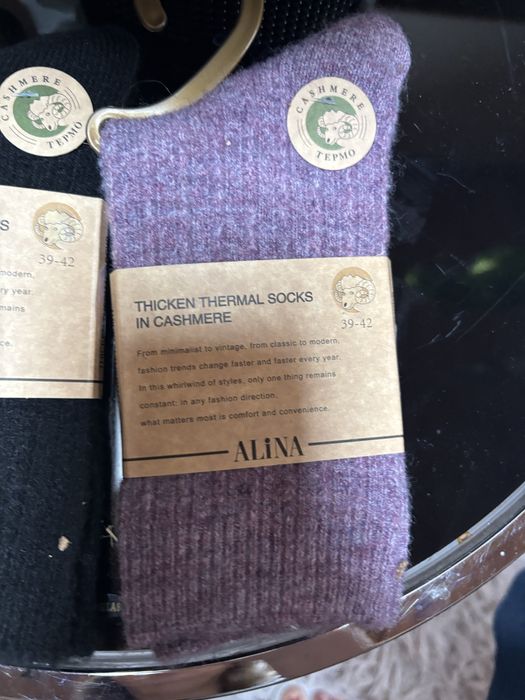 CASHMERE
ТЕРМО
S
39-42
modern,
ry year.
mains
ce.
CASHMERE
ТЕРМО
THICKEN THERMAL SOCKS
IN CASHMERE
39-42
From minimalist to vintage, from classic to modern,
fashion trends change faster and faster every year.
In this whirlwind of styles, only one thing remains
constant: in any fashion direction.
what matters most is comfort and convenience.
ALiNA